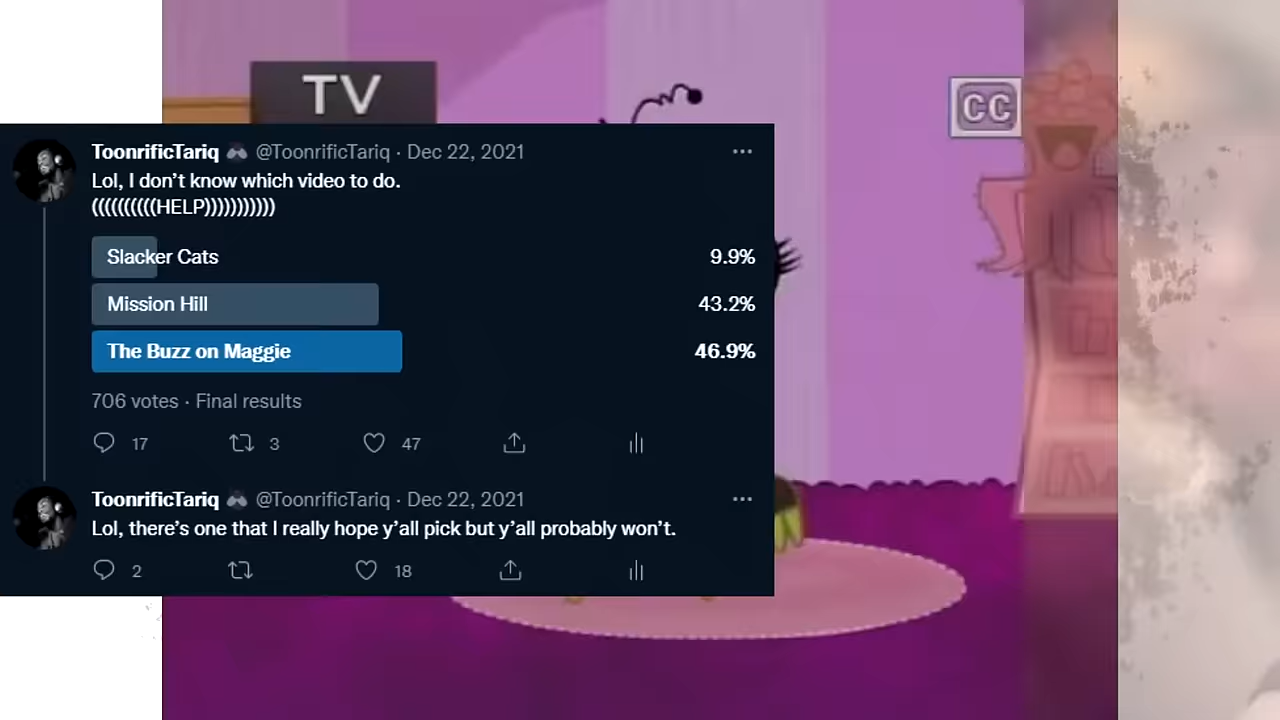 TV
CC
ToonrificTariq @ToonrificTariq · Dec 22, 2021
Lol, I don't know which video to do.
((((((((((HELP)))))))))))
Slacker Cats 9.9%
Mission Hill 43.2%
The Buzz on Maggie 46.9%
706 votes · Final results
17 3 47
ToonrificTariq @ToonrificTariq · Dec 22, 2021
Lol, there's one that I really hope y'all pick but y'all probably won't.
2 18